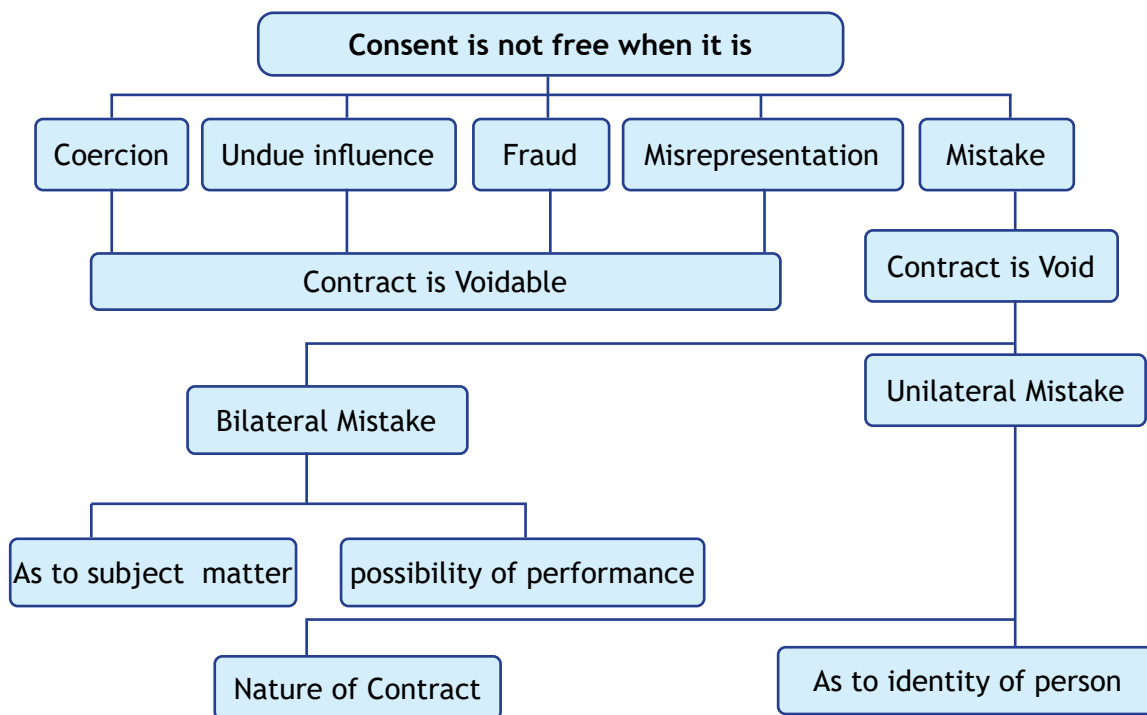 Consent is not free when it is
Coercion
Undue influence
Fraud
Misrepresentation
Mistake
Contract is Voidable
Contract is Void
Bilateral Mistake
Unilateral Mistake
As to subject matter
possibility of performance
Nature of Contract
As to identity of person